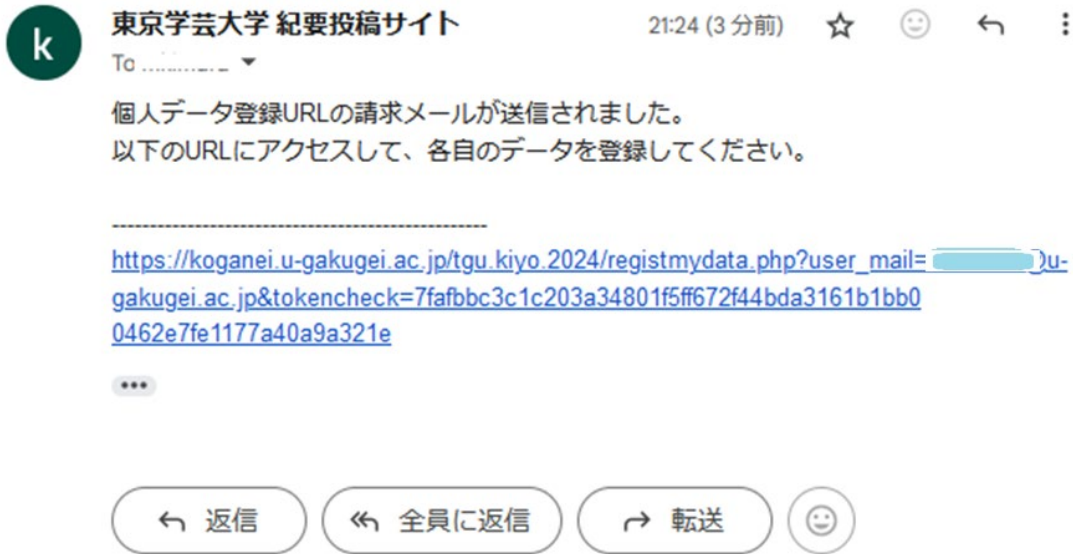 k
東京学芸大学 紀要投稿サイト
21:24 (3 分前)
To
個人データ登録URLの請求メールが送信されました。
以下のURLにアクセスして、各自のデータを登録してください。
--------------------------------------------------
https://koganei.u-gakugei.ac.jp/tgu.kiyo.2024/registmydata.php?user_mail= u-
gakugei.ac.jp&tokencheck=7fafbbc3c1c203a34801f5ff672f44bda3161b1bb0
0462e7fe1177a40a9a321e
返信
全員に返信
転送